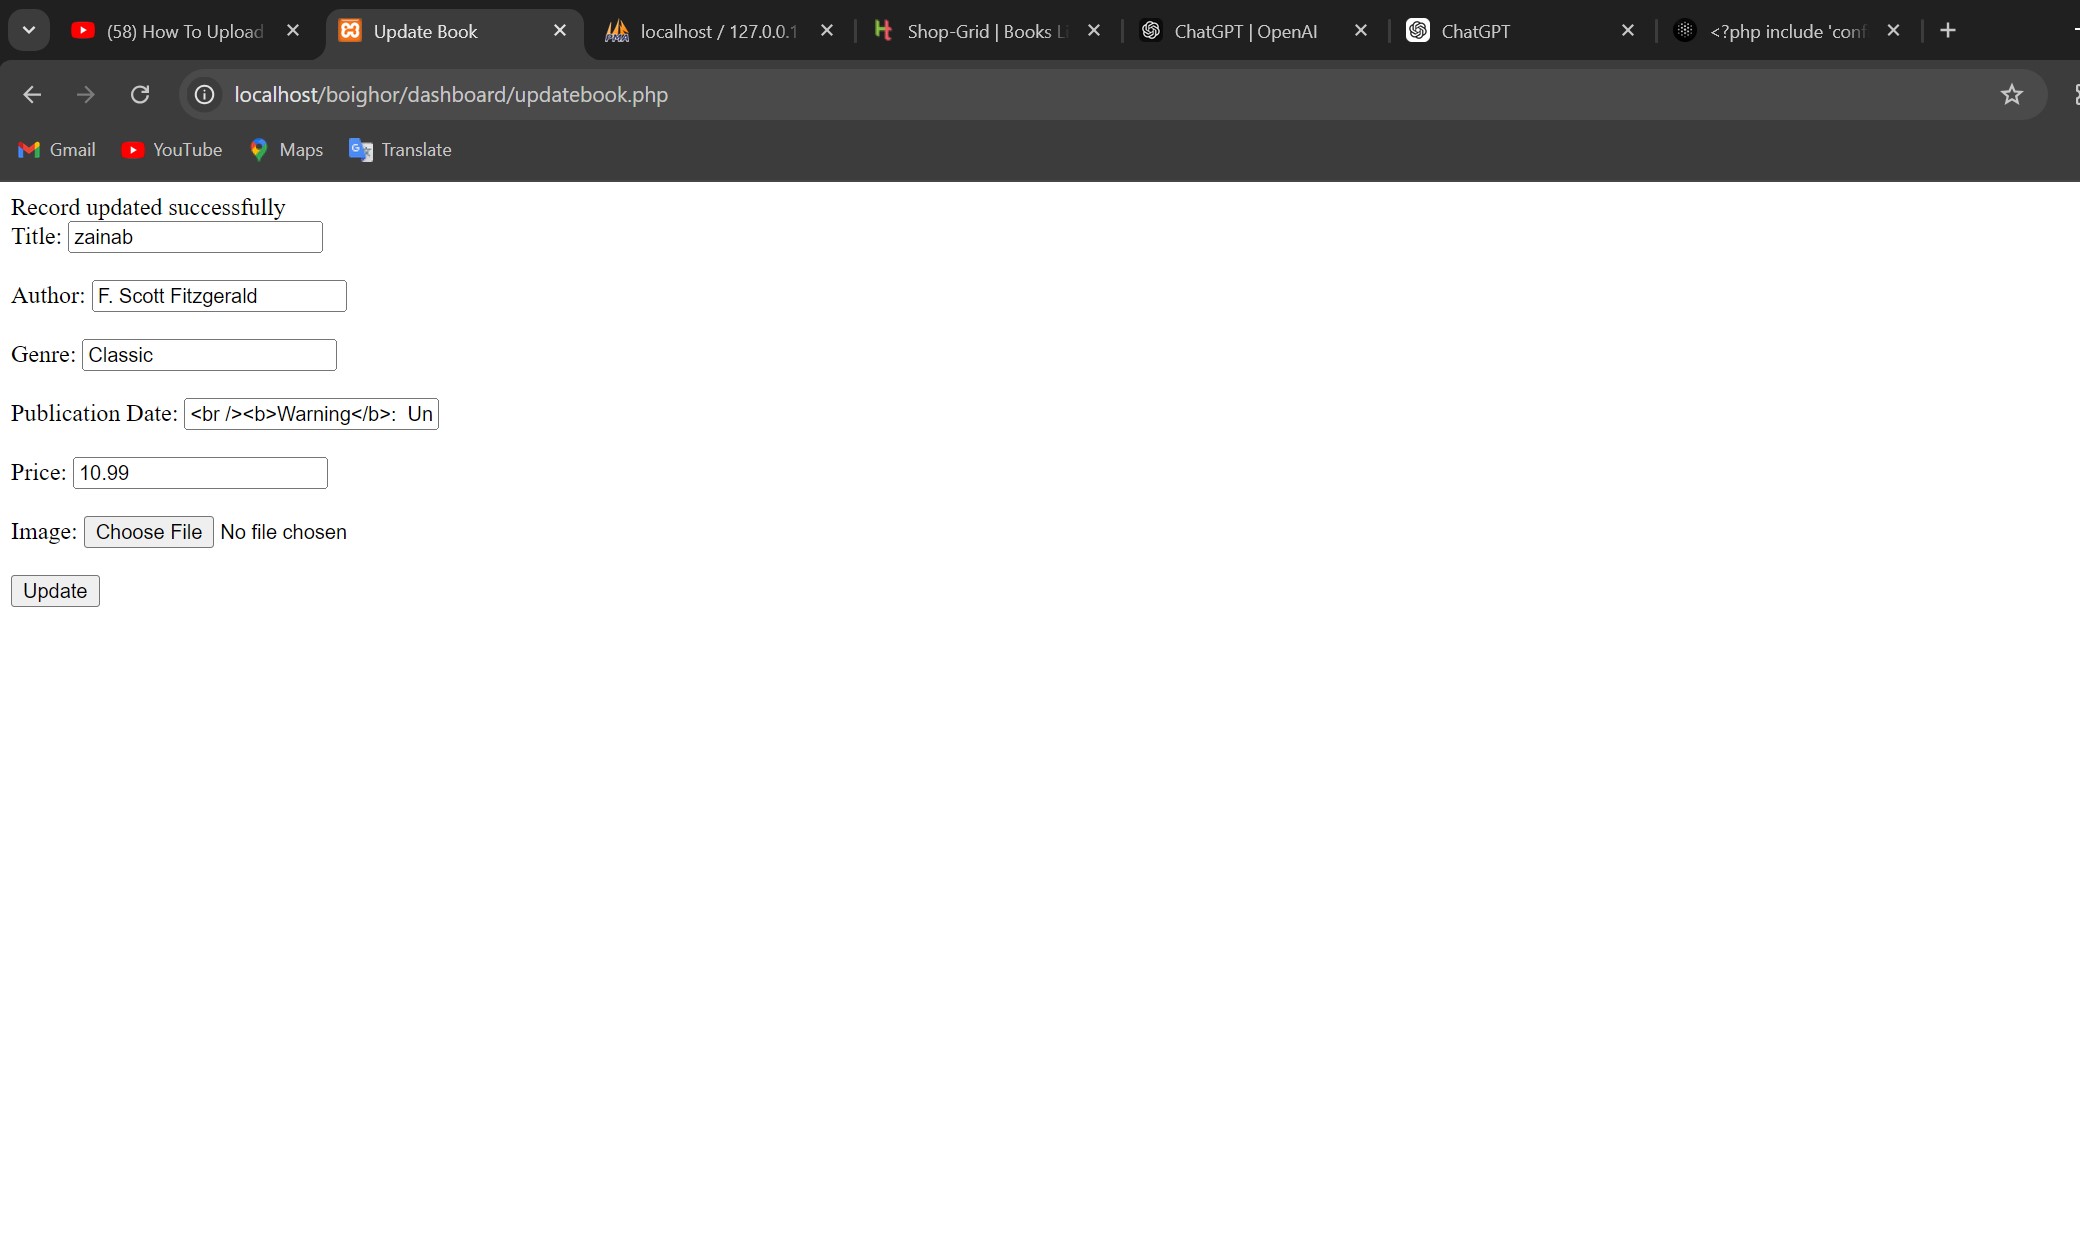 (58) How To Upload
Update Book
localhost / 127.0.0.1
Shop-Grid | Books Li
ChatGPT | OpenAI
ChatGPT
<?php include 'conf
localhost/boighor/dashboard/updatebook.php
Gmail
YouTube
Maps
Translate
Record updated successfully
Title: zainab
Author: F. Scott Fitzgerald
Genre: Classic
Publication Date: <br /><b>Warning</b>:  Un
Price: 10.99
Image: Choose File No file chosen
Update